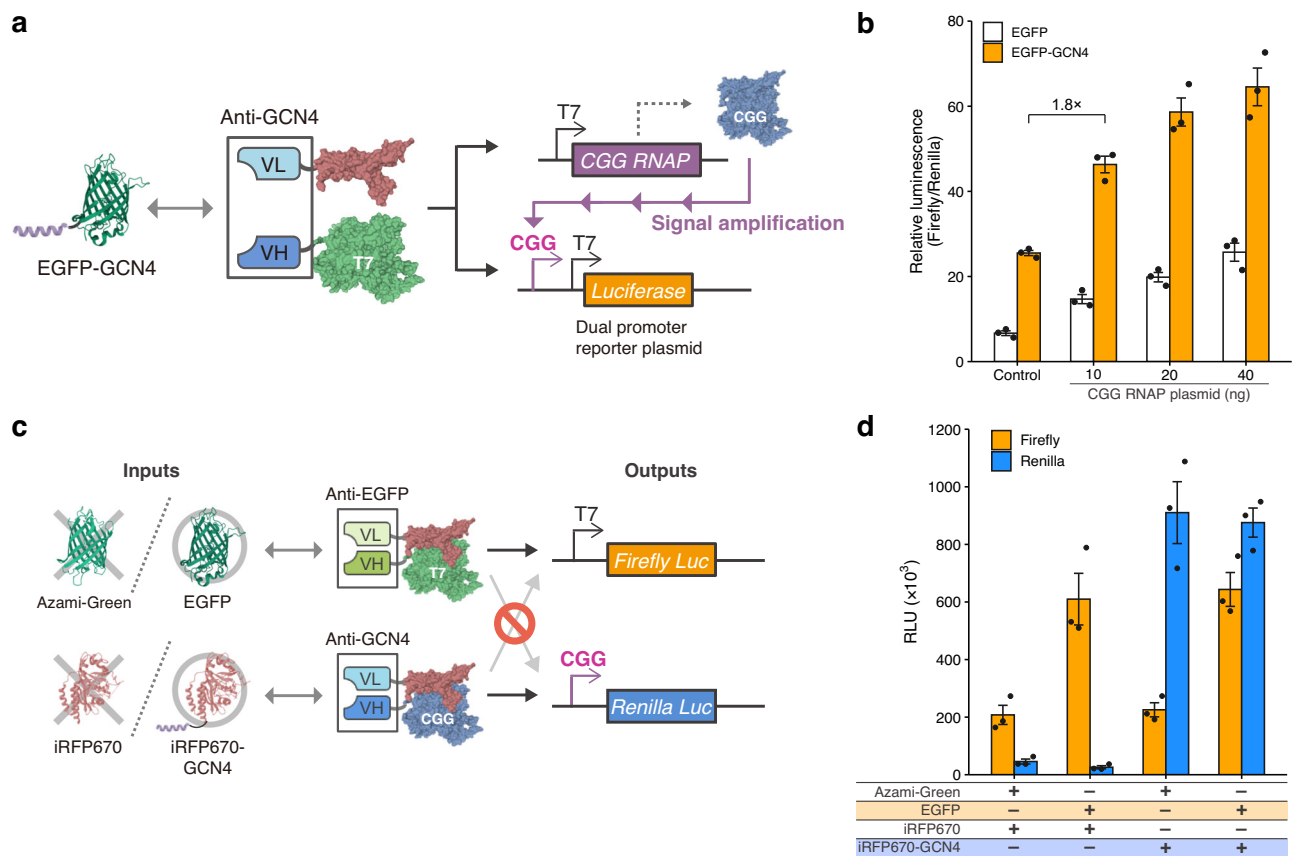 a
Anti-GCN4
VL
VH
T7
EGFP-GCN4
T7
CGG RNAP
CGG
Signal amplification
CGG
T7
Luciferase
Dual promoter
reporter plasmid
b
EGFP
EGFP-GCN4
Relative luminescence
(Firefly/Renilla)
80
60
40
20
0
1.8×
Control
10
20
40
CGG RNAP plasmid (ng)
c
Inputs
Outputs
Azami-Green
EGFP
Anti-EGFP
VL
VH
T7
T7
Firefly Luc
iRFP670
iRFP670-
GCN4
Anti-GCN4
VL
VH
CGG
CGG
Renilla Luc
d
Firefly
Renilla
RLU (×10³)
1200
1000
800
600
400
200
0
Azami-Green + − + −
EGFP − + − +
iRFP670 + + − −
iRFP670-GCN4 − − + +